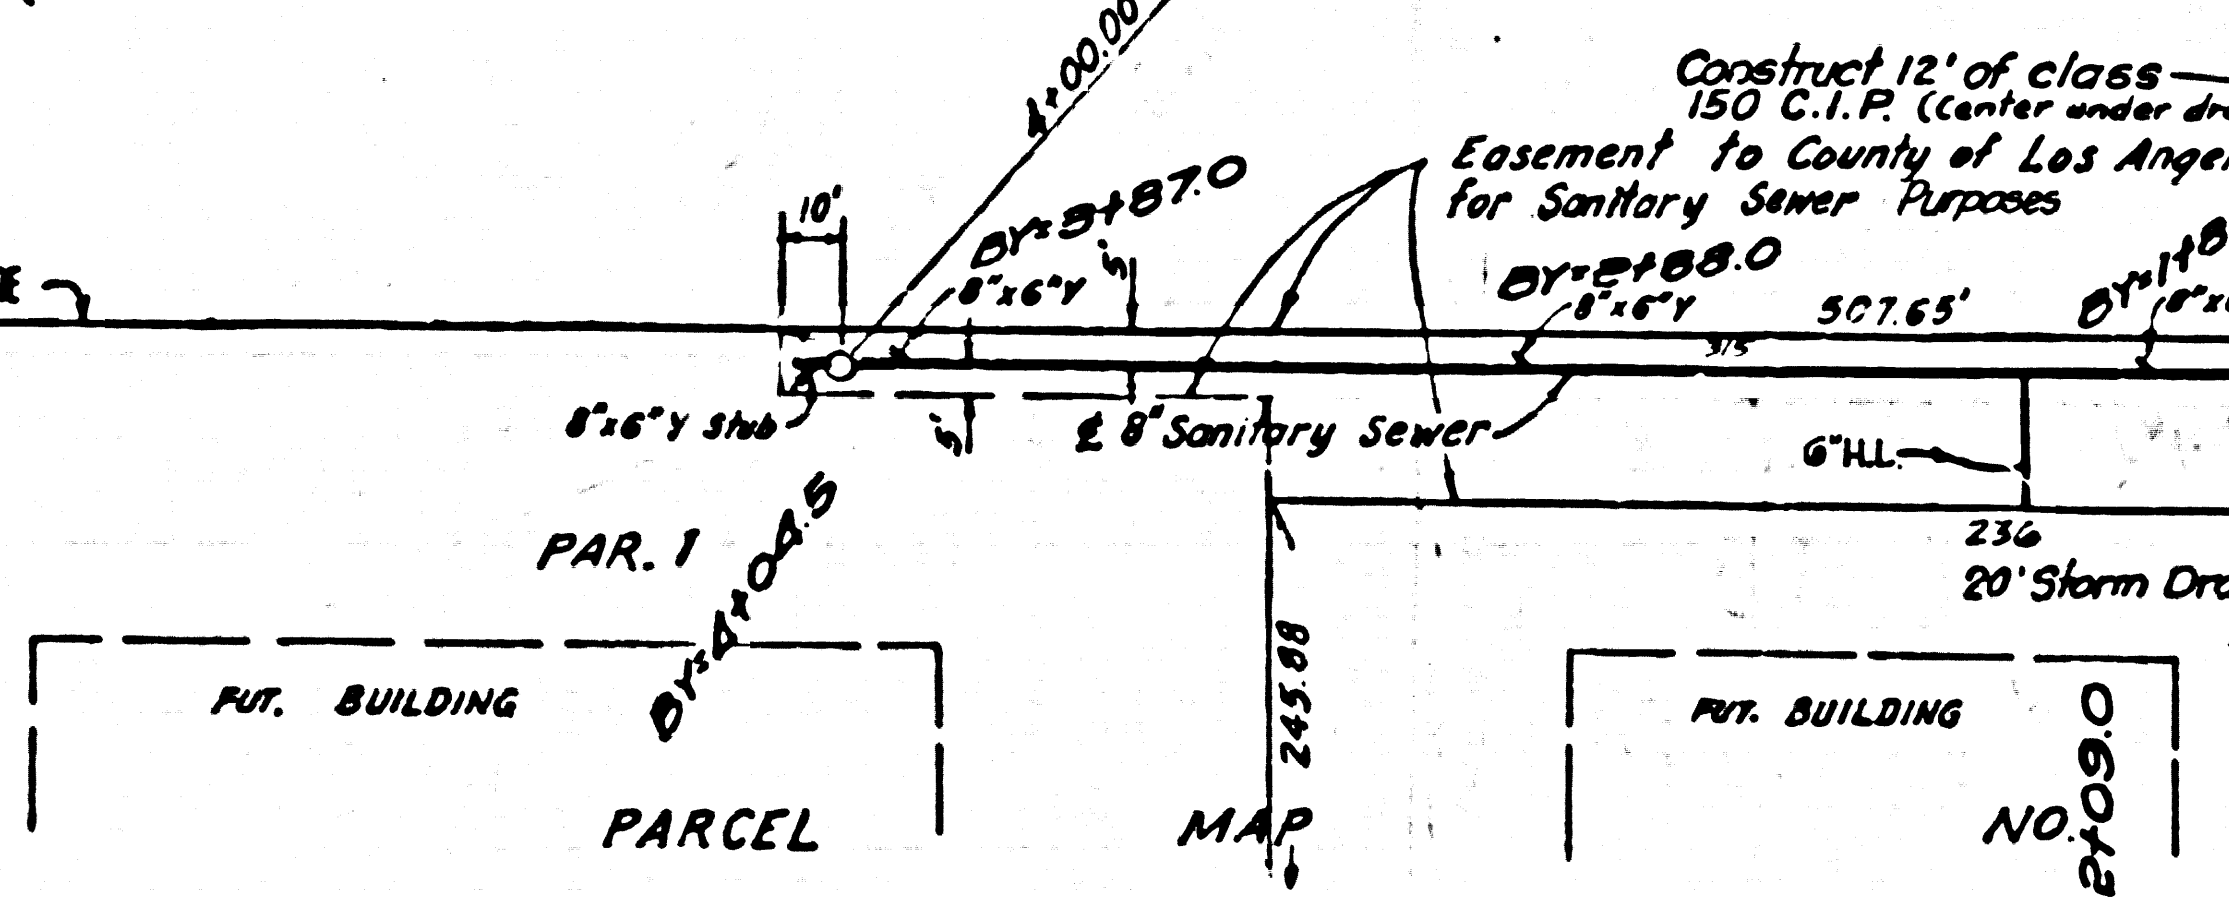 4+00.00
Construct 12' of class
150 C.I.P. (Center under
Easement to County of Los
for Sanitary Sewer Purposes
10'
BY=3+87.0
5'
8"x6"Y
BY=2+88.0
8"x6"Y
507.65'
315
8"x6"Y Stub
5'
℄ 8" Sanitary Sewer
6" H.L.
236
20' Storm
PAR. 1
BY=4+04.5
245.88
FUT. BUILDING
FUT. BUILDING
2+09.0
PARCEL MAP NO.